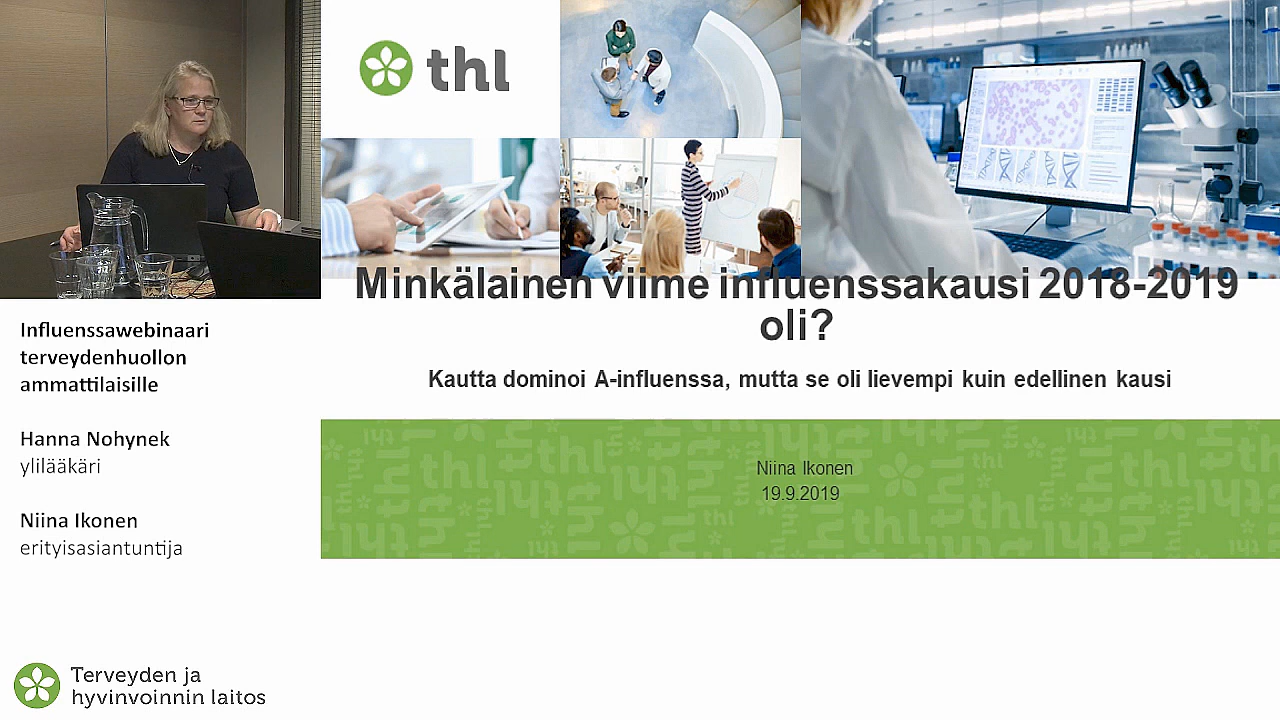 thl
Minkälainen viime influenssakausi 2018-2019
oli?
Kautta dominoi A-influenssa, mutta se oli lievempi kuin edellinen kausi
Niina Ikonen
19.9.2019
Influenssawebinaari
terveydenhuollon
ammattilaisille
Hanna Nohynek
ylilääkäri
Niina Ikonen
erityisasiantuntija
Terveyden ja
hyvinvoinnin laitos